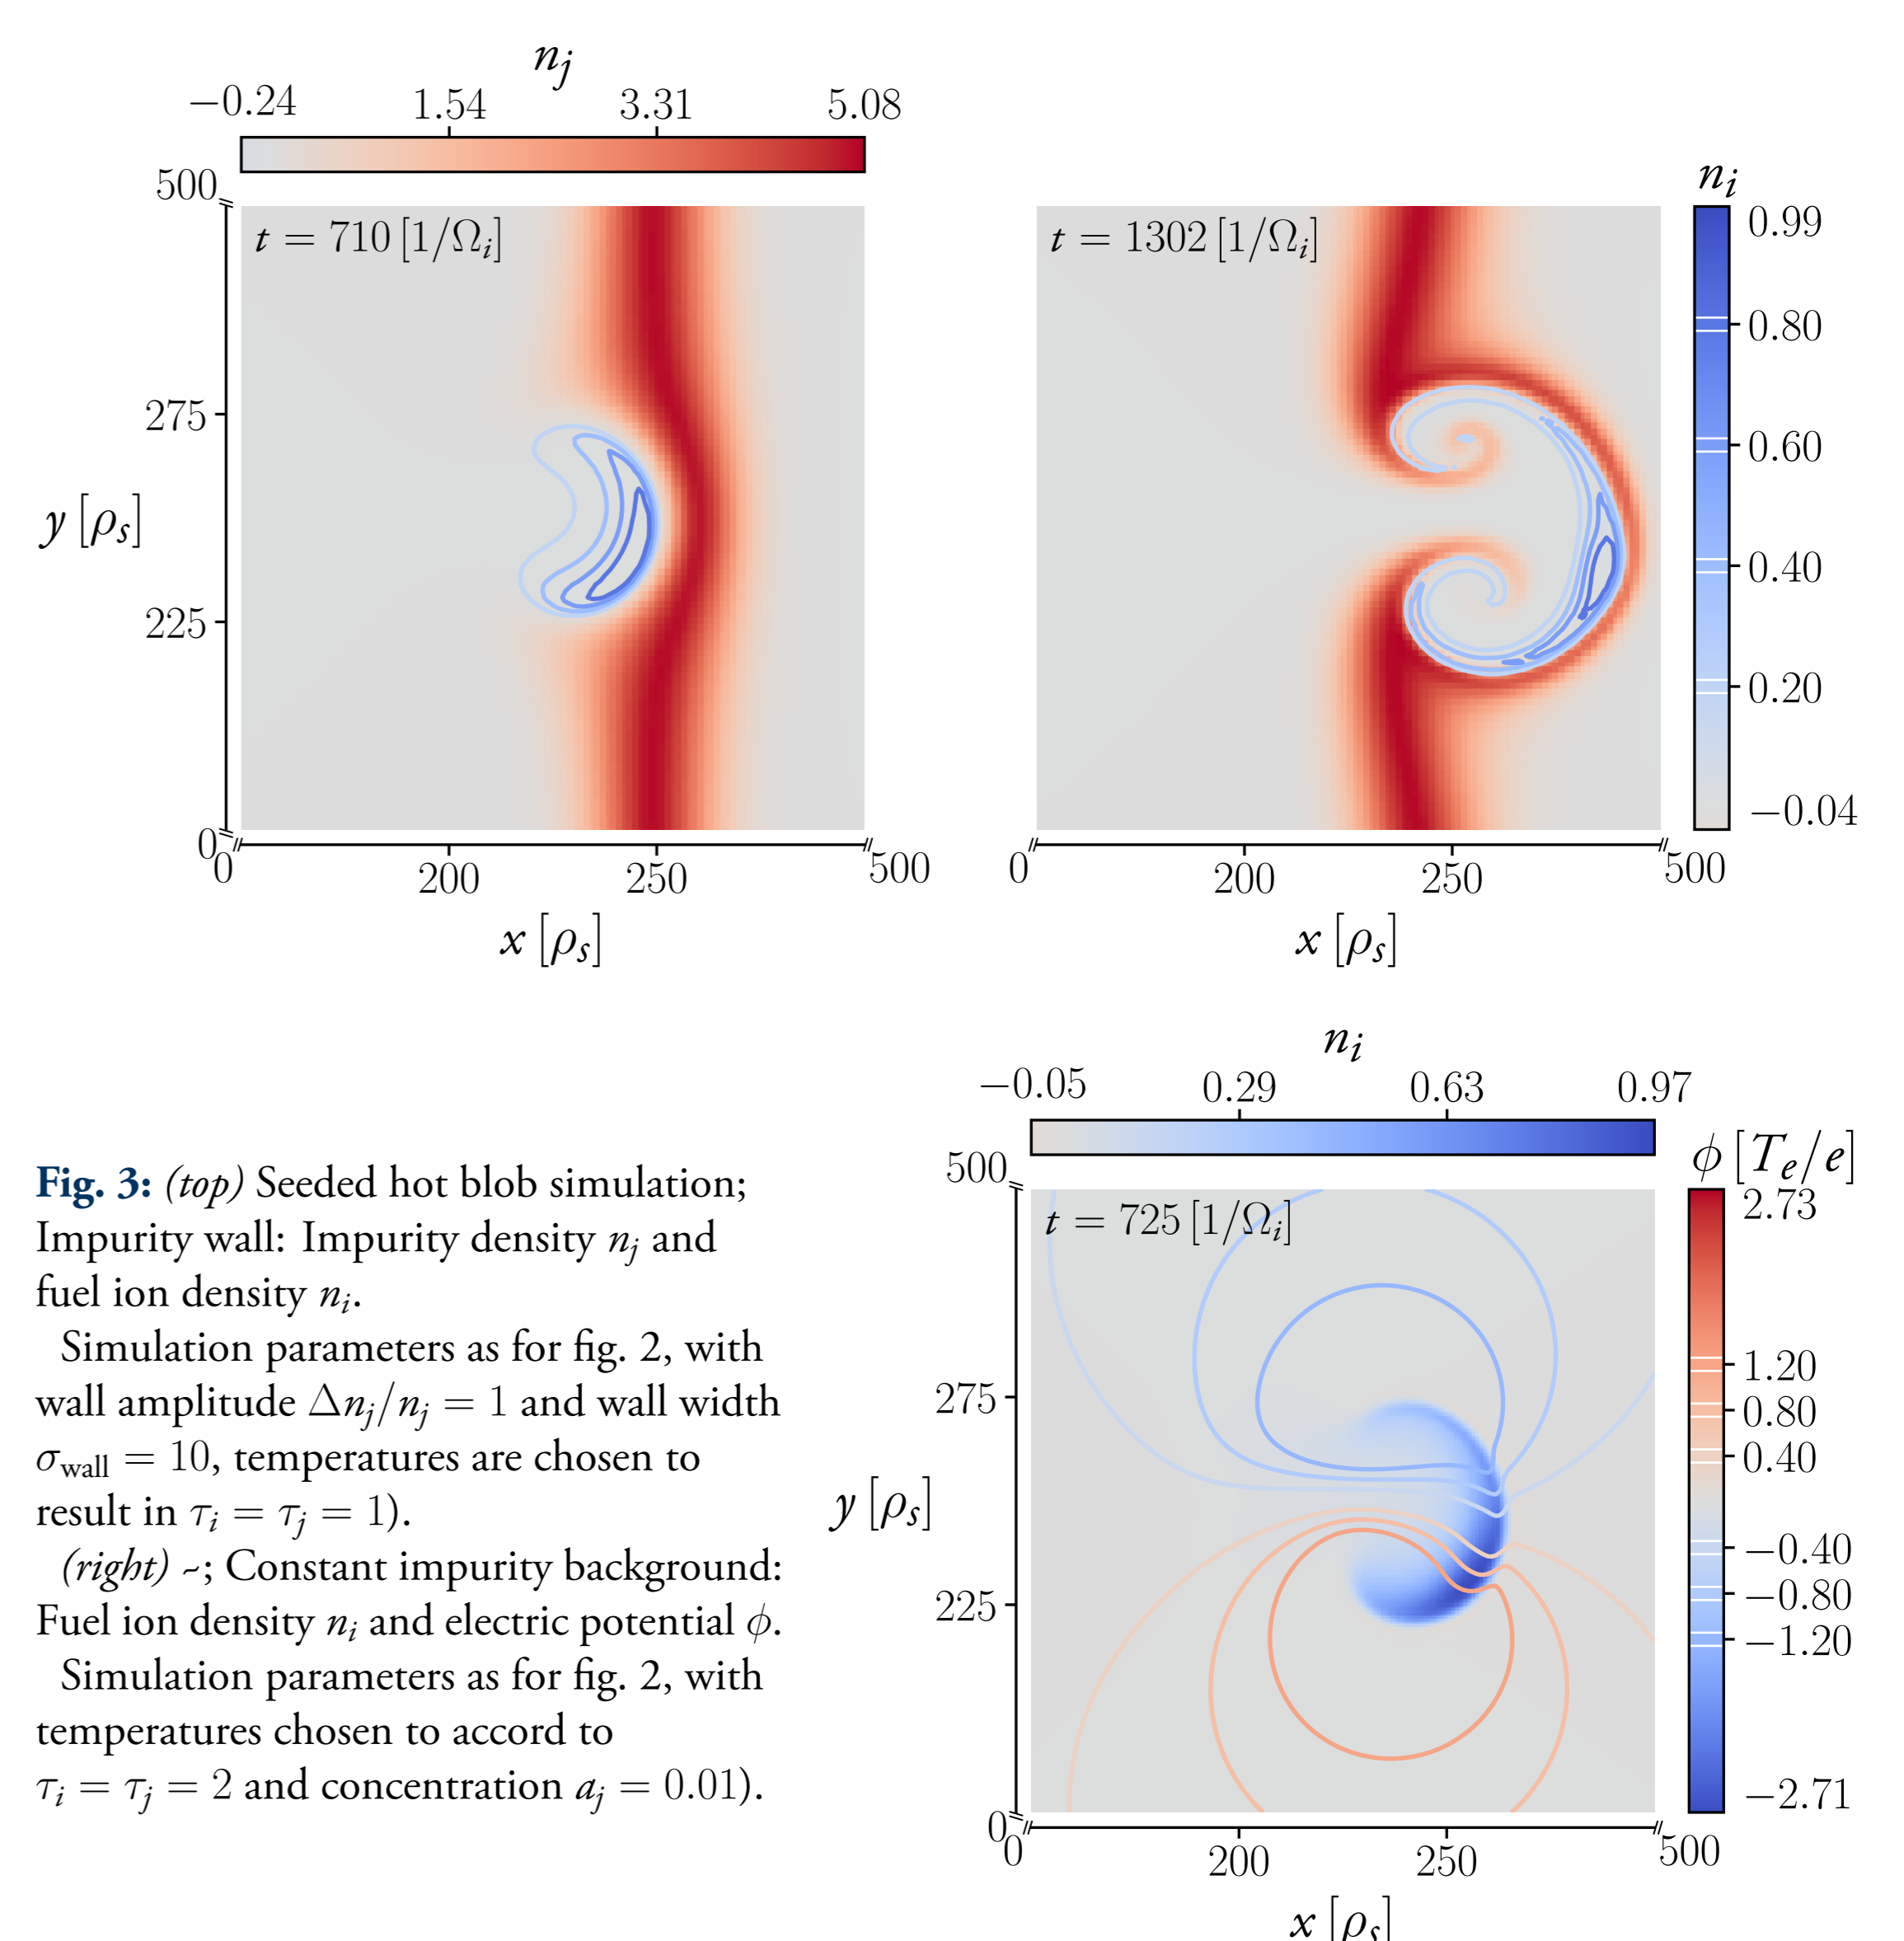 n_j
−0.24 1.54 3.31 5.08
500
t = 710 [1/Ω_i]
275
y [ρ_s]
225
0
0 200 250 500
x [ρ_s]
t = 1302 [1/Ω_i]
0 200 250 500
x [ρ_s]
n_i
0.99
0.80
0.60
0.40
0.20
−0.04
Fig. 3: (top) Seeded hot blob simulation;
Impurity wall: Impurity density n_j and
fuel ion density n_i.
Simulation parameters as for fig. 2, with
wall amplitude Δn_j/n_j = 1 and wall width
σ_wall = 10, temperatures are chosen to
result in τ_i = τ_j = 1).
(right) ~; Constant impurity background:
Fuel ion density n_i and electric potential ϕ.
Simulation parameters as for fig. 2, with
temperatures chosen to accord to
τ_i = τ_j = 2 and concentration a_j = 0.01).
n_i
−0.05 0.29 0.63 0.97
500
t = 725 [1/Ω_i]
275
y [ρ_s]
225
0
0 200 250 500
x [ρ_s]
ϕ [T_e/e]
2.73
1.20
0.80
0.40
−0.40
−0.80
−1.20
−2.71